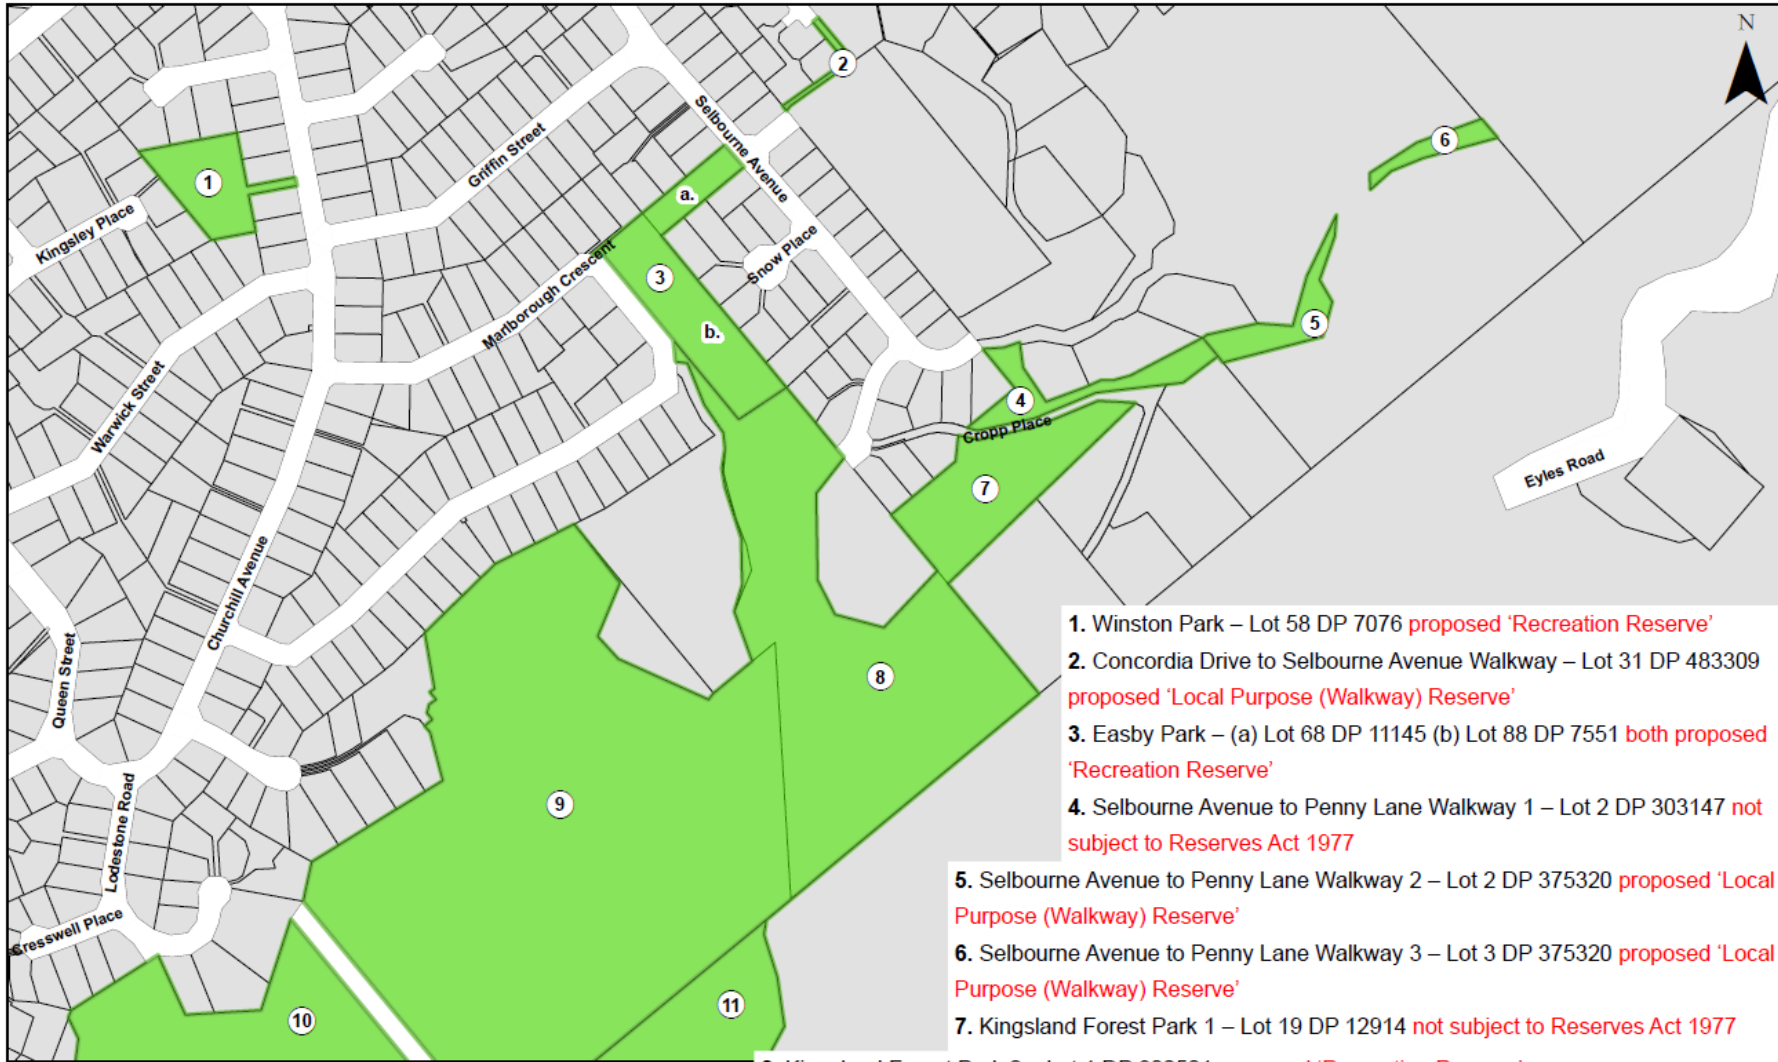 N
2
Selbourne Avenue
6
Griffin Street
1
a.
Kingsley Place
Snow Place
3
Marlborough Crescent
b.
5
4
Cropp Place
Warwick Street
Eyles Road
7
Churchill Avenue
Queen Street
8
9
Lodestone Road
Cresswell Place
10
11
1. Winston Park – Lot 58 DP 7076 proposed ‘Recreation Reserve’
2. Concordia Drive to Selbourne Avenue Walkway – Lot 31 DP 483309
proposed ‘Local Purpose (Walkway) Reserve’
3. Easby Park – (a) Lot 68 DP 11145 (b) Lot 88 DP 7551 both proposed
‘Recreation Reserve’
4. Selbourne Avenue to Penny Lane Walkway 1 – Lot 2 DP 303147 not
subject to Reserves Act 1977
5. Selbourne Avenue to Penny Lane Walkway 2 – Lot 2 DP 375320 proposed ‘Local
Purpose (Walkway) Reserve’
6. Selbourne Avenue to Penny Lane Walkway 3 – Lot 3 DP 375320 proposed ‘Local
Purpose (Walkway) Reserve’
7. Kingsland Forest Park 1 – Lot 19 DP 12914 not subject to Reserves Act 1977